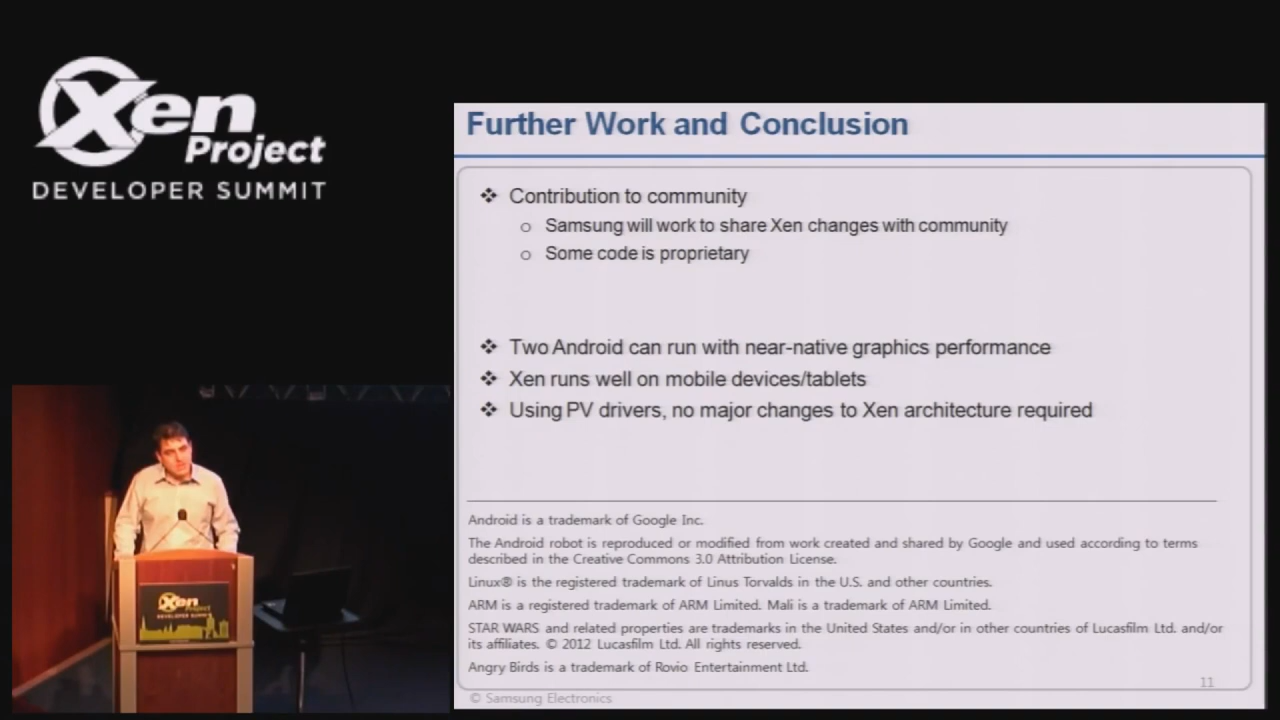 Xen
Project
DEVELOPER SUMMIT
Further Work and Conclusion
❖ Contribution to community
o Samsung will work to share Xen changes with community
o Some code is proprietary
❖ Two Android can run with near-native graphics performance
❖ Xen runs well on mobile devices/tablets
❖ Using PV drivers, no major changes to Xen architecture required
Android is a trademark of Google Inc.
The Android robot is reproduced or modified from work created and shared by Google and used according to terms
described in the Creative Commons 3.0 Attribution License.
Linux® is the registered trademark of Linus Torvalds in the U.S. and other countries.
ARM is a registered trademark of ARM Limited. Mali is a trademark of ARM Limited.
STAR WARS and related properties are trademarks in the United States and/or in other countries of Lucasfilm Ltd. and/or
its affiliates. © 2012 Lucasfilm Ltd. All rights reserved.
Angry Birds is a trademark of Rovio Entertainment Ltd.
11
© Samsung Electronics
Xen
Project
DEVELOPER SUMMIT